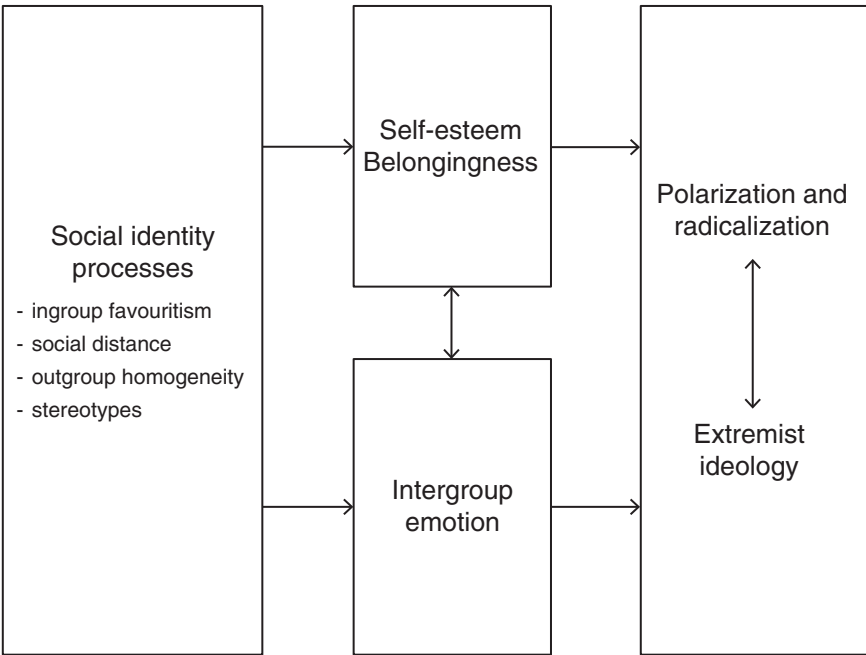 Social identity
processes
- ingroup favouritism
- social distance
- outgroup homogeneity
- stereotypes
Self-esteem
Belongingness
Intergroup
emotion
Polarization and
radicalization
Extremist
ideology